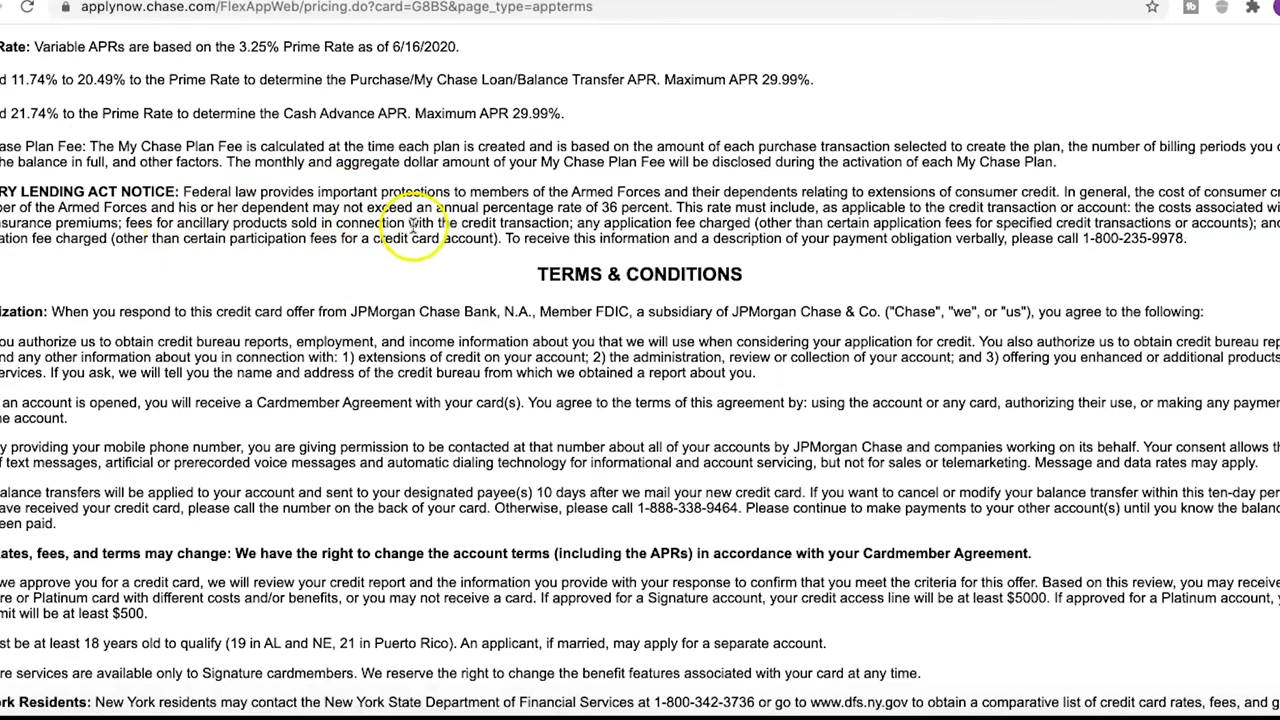 applynow.chase.com/FlexAppWeb/pricing.do?card=G8BS&page_type=appterms
Rate: Variable APRs are based on the 3.25% Prime Rate as of 6/16/2020.
d 11.74% to 20.49% to the Prime Rate to determine the Purchase/My Chase Loan/Balance Transfer APR. Maximum APR 29.99%.
d 21.74% to the Prime Rate to determine the Cash Advance APR. Maximum APR 29.99%.
ase Plan Fee: The My Chase Plan Fee is calculated at the time each plan is created and is based on the amount of each purchase transaction selected to create the plan, the number of billing periods you
the balance in full, and other factors. The monthly and aggregate dollar amount of your My Chase Plan Fee will be disclosed during the activation of each My Chase Plan.
RY LENDING ACT NOTICE: Federal law provides important protections to members of the Armed Forces and their dependents relating to extensions of consumer credit. In general, the cost of consumer
ber of the Armed Forces and his or her dependent may not exceed an annual percentage rate of 36 percent. This rate must include, as applicable to the credit transaction or account: the costs associated
nsurance premiums; fees for ancillary products sold in connection with the credit transaction; any application fee charged (other than certain application fees for specified credit transactions or accounts); and
ation fee charged (other than certain participation fees for a credit card account). To receive this information and a description of your payment obligation verbally, please call 1-800-235-9978.
TERMS & CONDITIONS
ization: When you respond to this credit card offer from JPMorgan Chase Bank, N.A., Member FDIC, a subsidiary of JPMorgan Chase & Co. ("Chase", "we", or "us"), you agree to the following:
ou authorize us to obtain credit bureau reports, employment, and income information about you that we will use when considering your application for credit. You also authorize us to obtain credit bureau
nd any other information about you in connection with: 1) extensions of credit on your account; 2) the administration, review or collection of your account; and 3) offering you enhanced or additional products
ervices. If you ask, we will tell you the name and address of the credit bureau from which we obtained a report about you.
an account is opened, you will receive a Cardmember Agreement with your card(s). You agree to the terms of this agreement by: using the account or any card, authorizing their use, or making any
he account.
y providing your mobile phone number, you are giving permission to be contacted at that number about all of your accounts by JPMorgan Chase and companies working on its behalf. Your consent allows
f text messages, artificial or prerecorded voice messages and automatic dialing technology for informational and account servicing, but not for sales or telemarketing. Message and data rates may apply.
alance transfers will be applied to your account and sent to your designated payee(s) 10 days after we mail your new credit card. If you want to cancel or modify your balance transfer within this ten-day
ave received your credit card, please call the number on the back of your card. Otherwise, please call 1-888-338-9464. Please continue to make payments to your other account(s) until you know the
een paid.
ates, fees, and terms may change: We have the right to change the account terms (including the APRs) in accordance with your Cardmember Agreement.
we approve you for a credit card, we will review your credit report and the information you provide with your response to confirm that you meet the criteria for this offer. Based on this review, you may receive
re or Platinum card with different costs and/or benefits, or you may not receive a card. If approved for a Signature account, your credit access line will be at least $5000. If approved for a Platinum account,
mit will be at least $500.
st be at least 18 years old to qualify (19 in AL and NE, 21 in Puerto Rico). An applicant, if married, may apply for a separate account.
re services are available only to Signature cardmembers. We reserve the right to change the benefit features associated with your card at any time.
rk Residents: New York residents may contact the New York State Department of Financial Services at 1-800-342-3736 or go to www.dfs.ny.gov to obtain a comparative list of credit card rates, fees, and